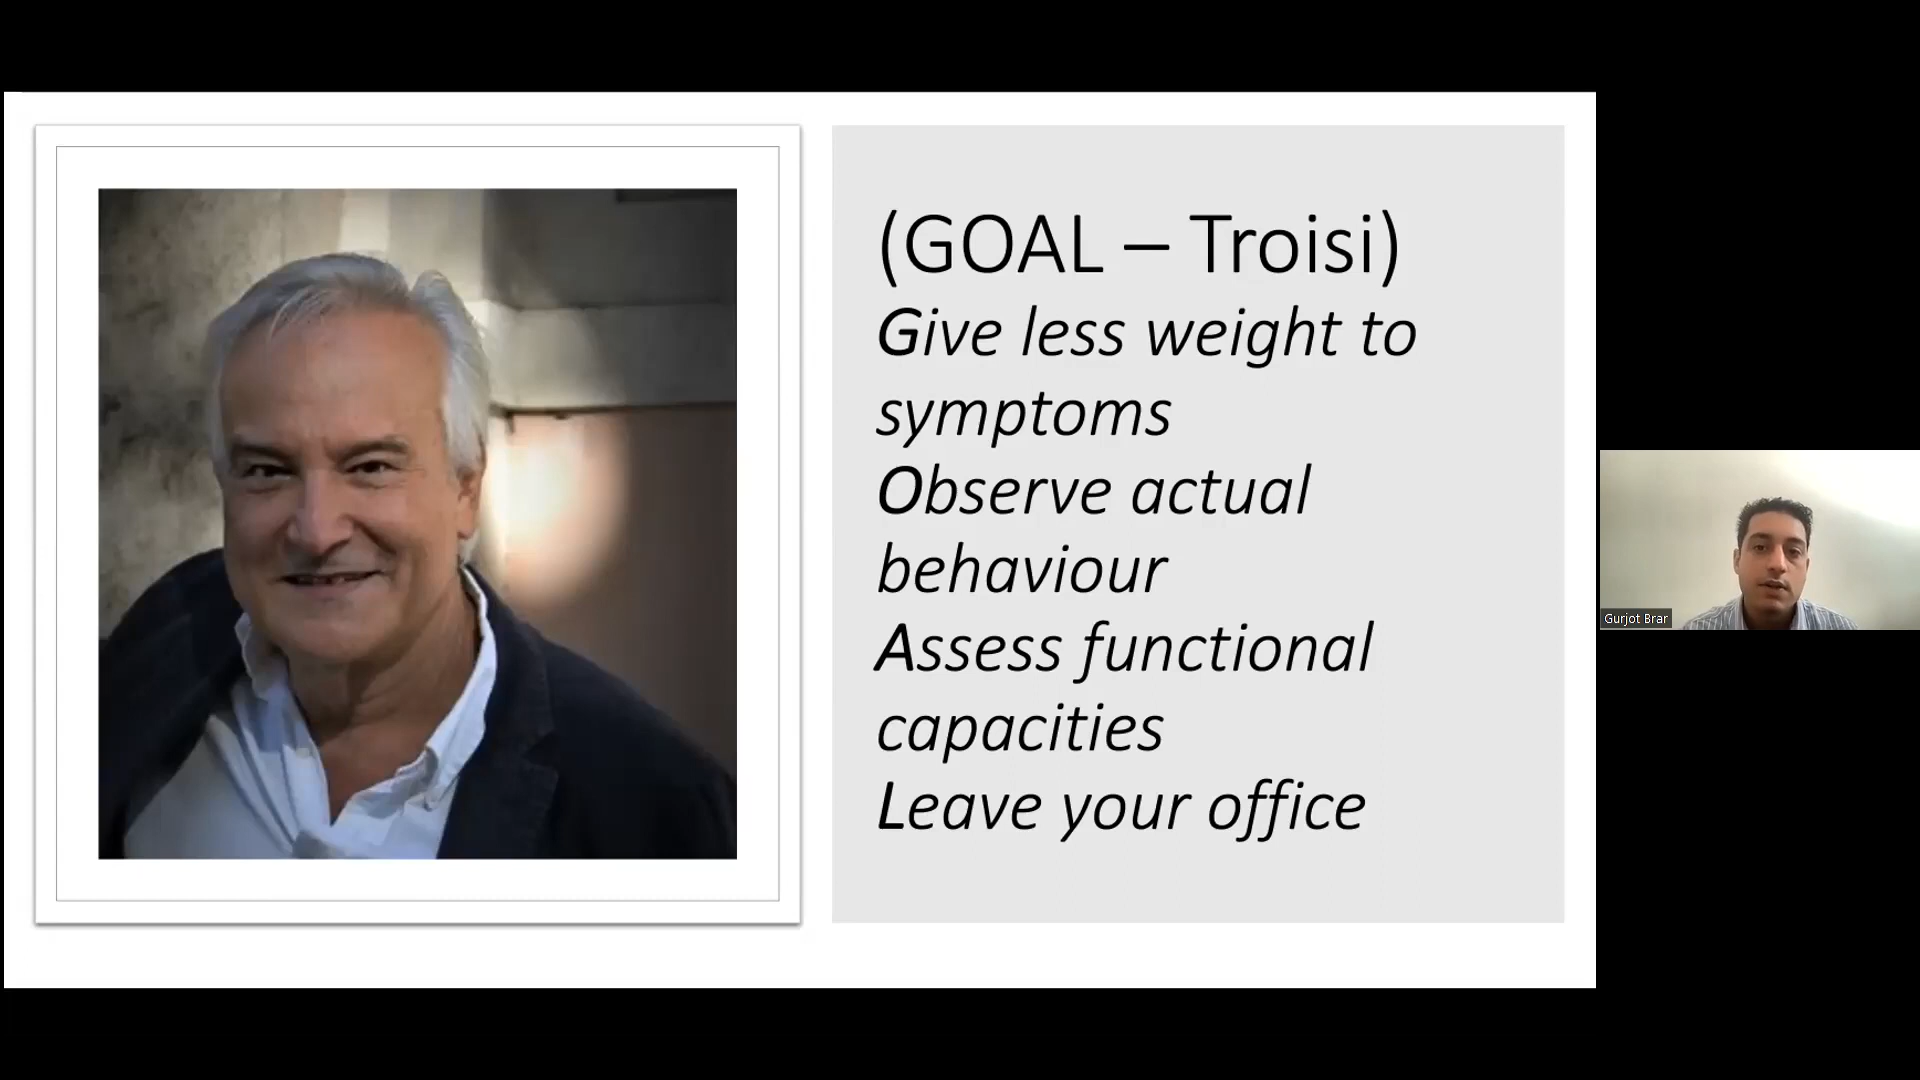 (GOAL – Troisi)
Give less weight to
symptoms
Observe actual
behaviour
Assess functional
capacities
Leave your office
Gurjot Brar